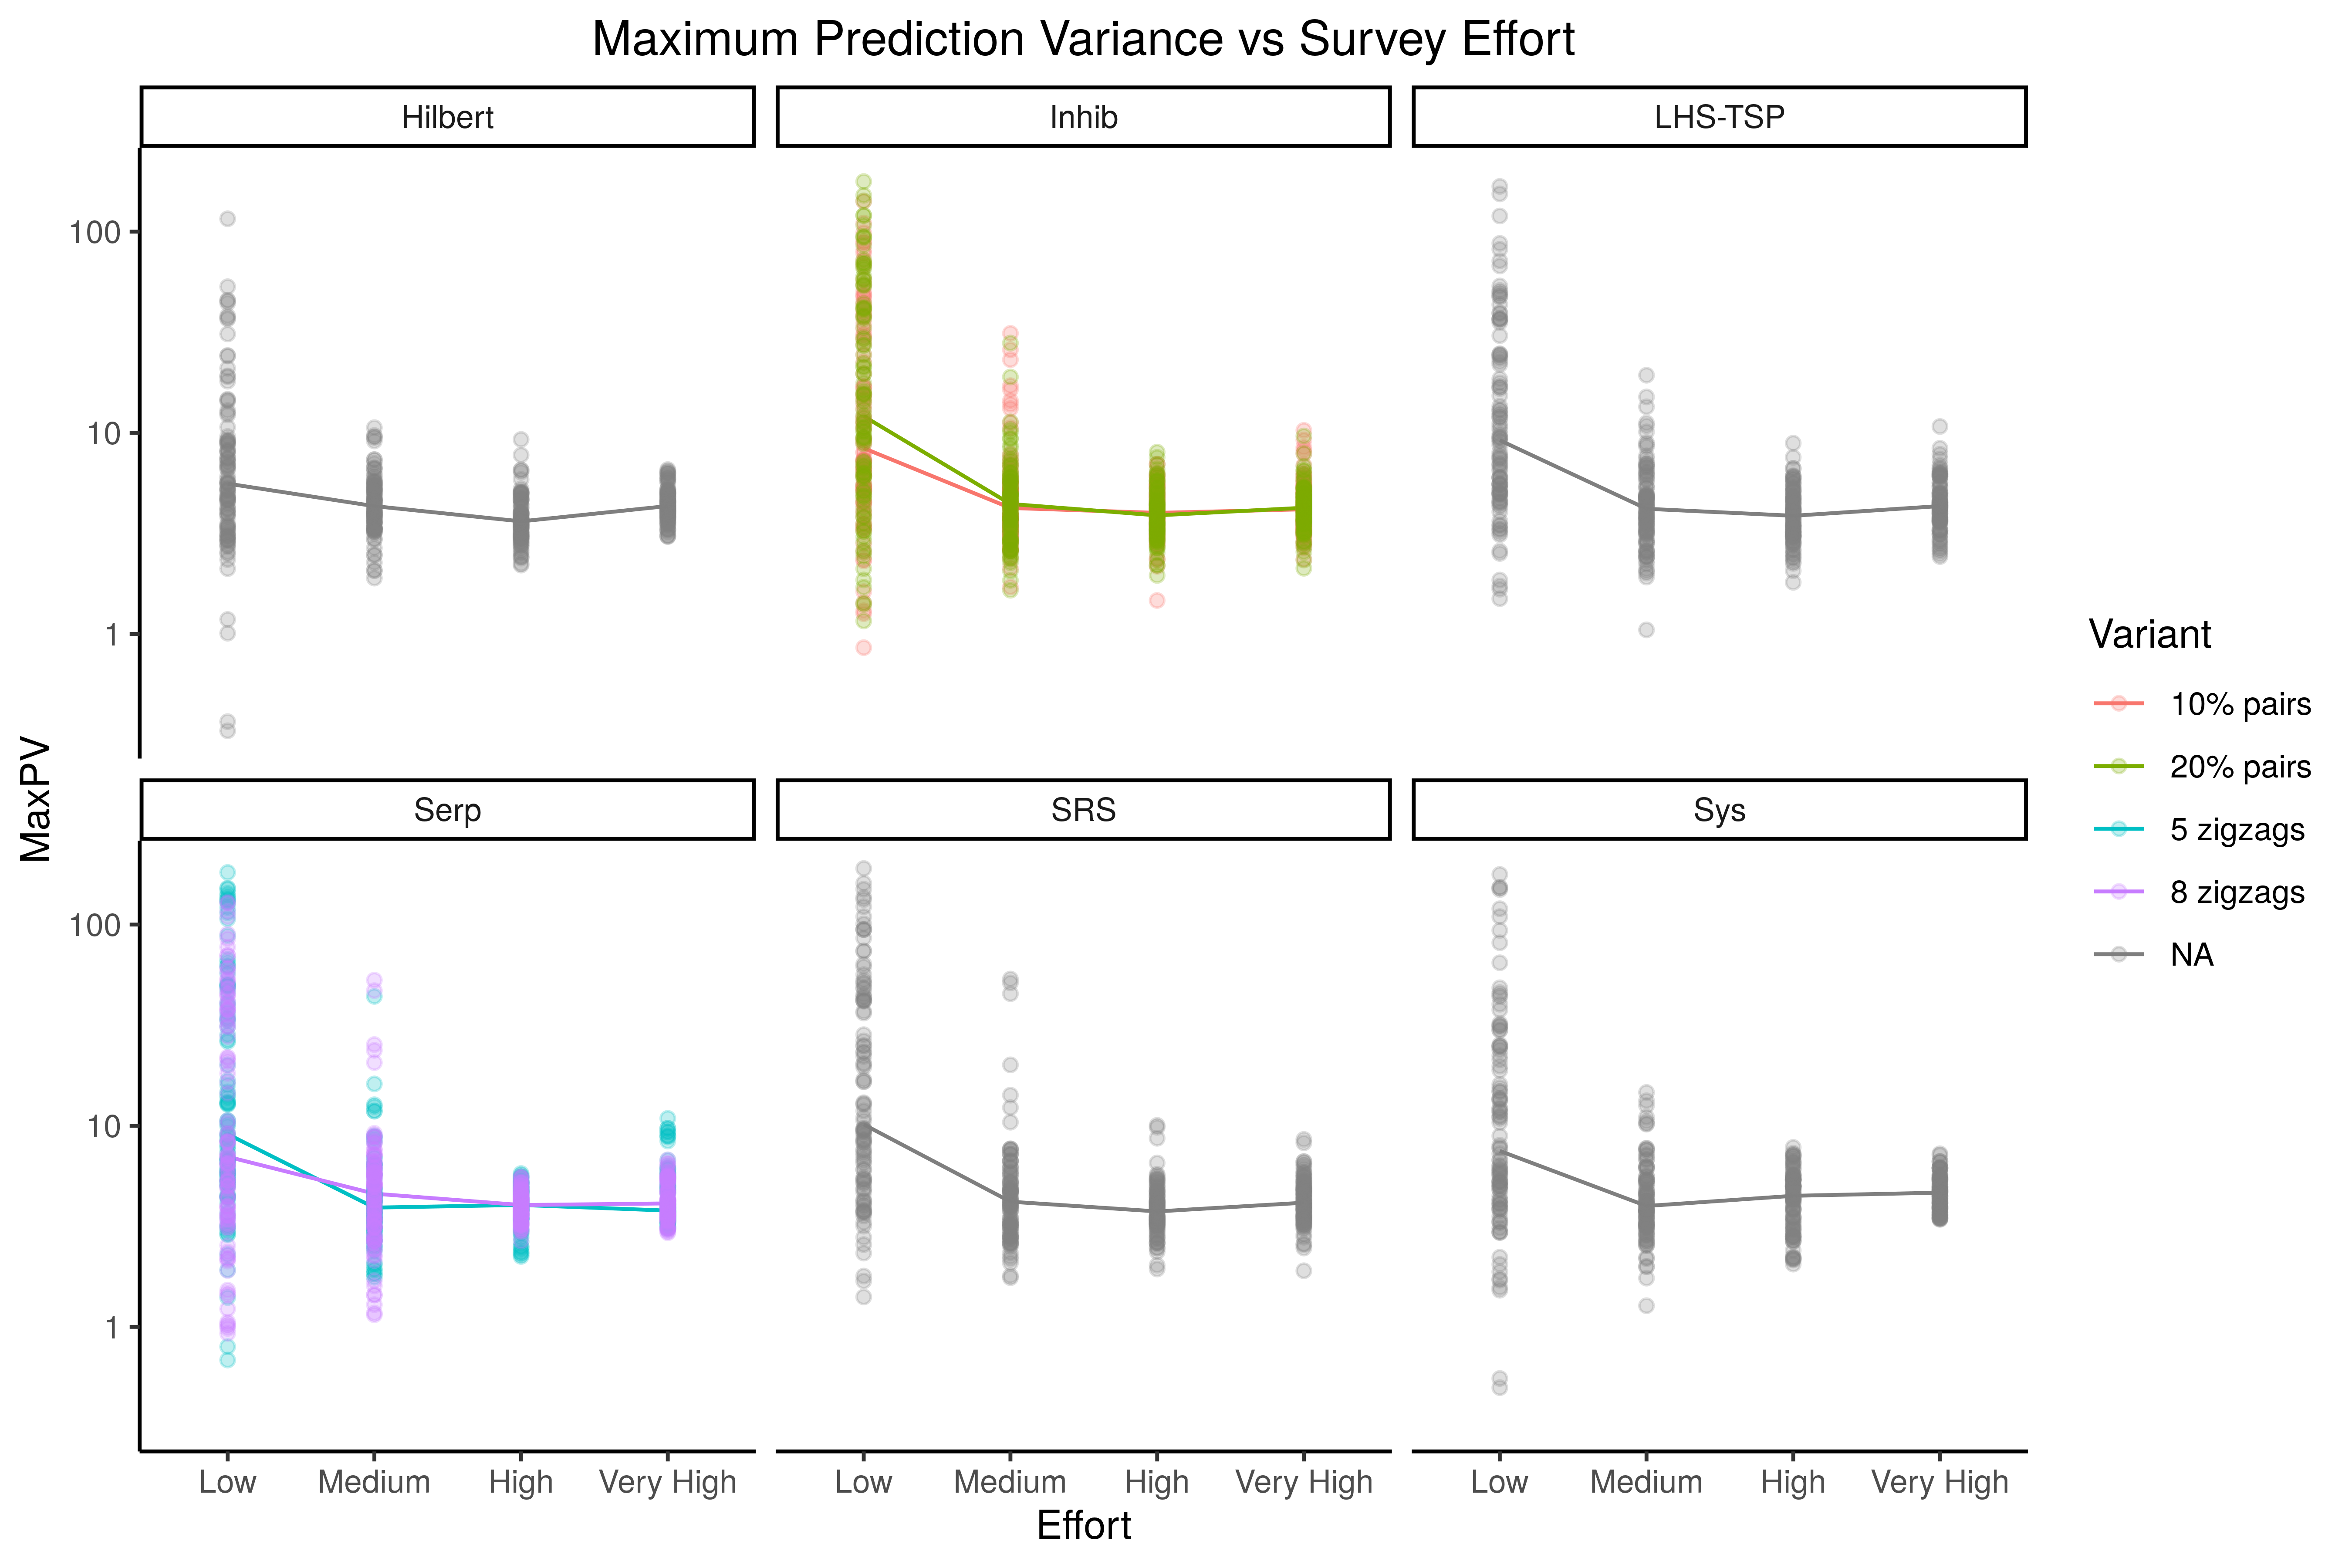 Maximum Prediction Variance vs Survey Effort
Hilbert
Inhib
LHS-TSP
100
10
1
Serp
SRS
Sys
100
10
1
Low Medium High Very High
Low Medium High Very High
Low Medium High Very High
Effort
MaxPV
Variant
10% pairs
20% pairs
5 zigzags
8 zigzags
NA